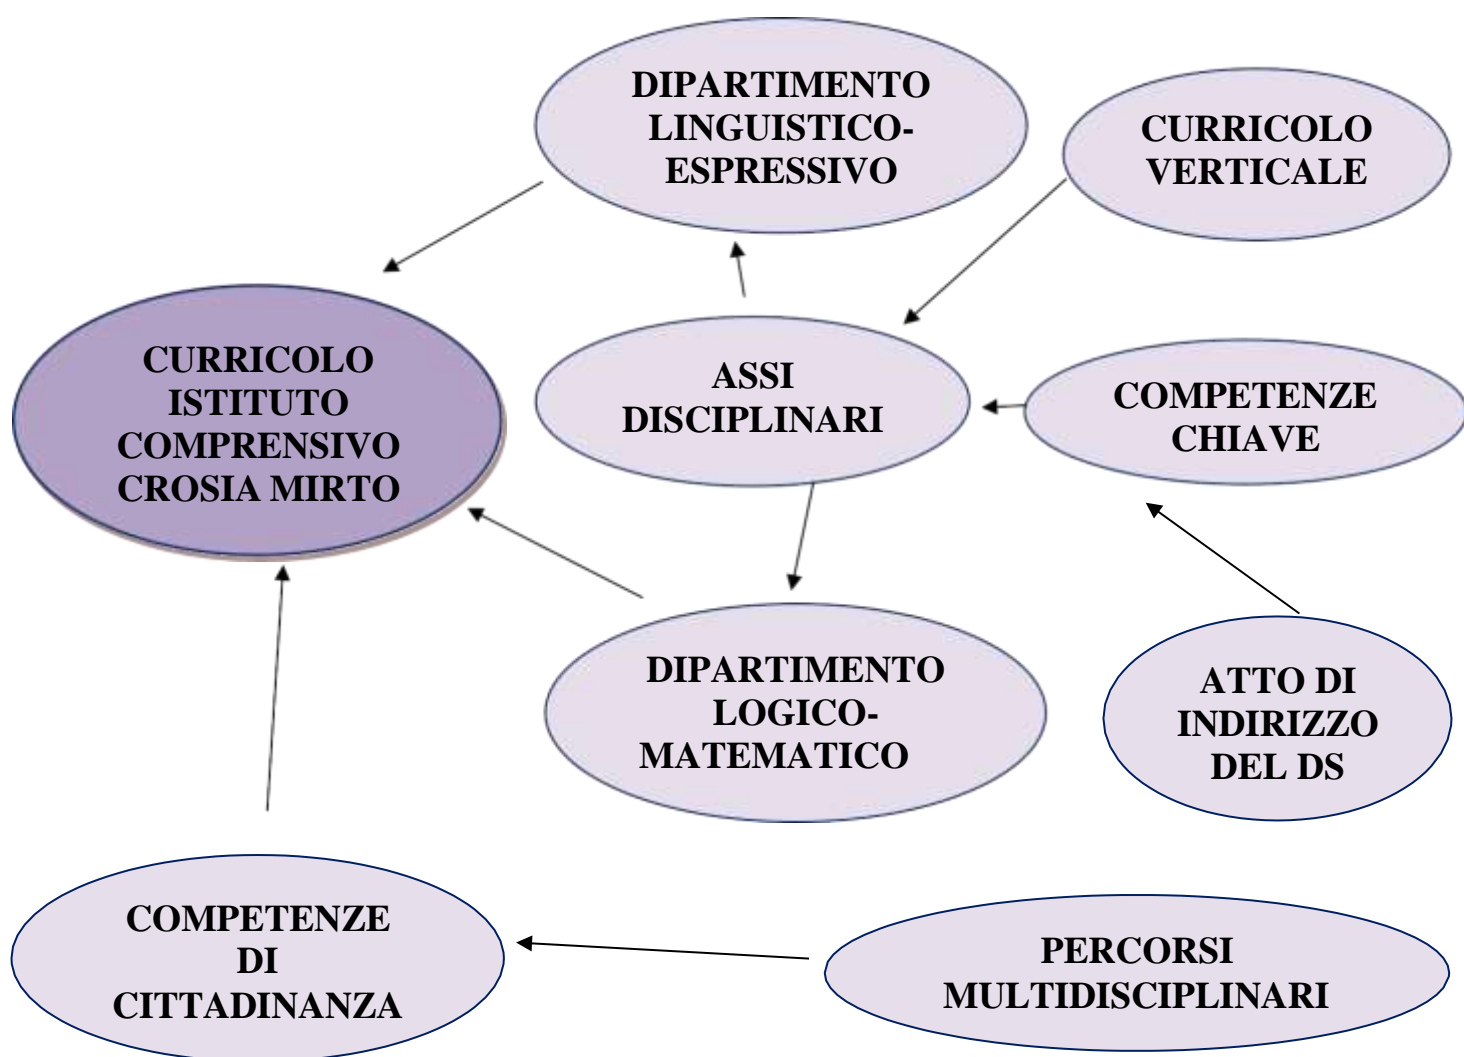 DIPARTIMENTO
LINGUISTICO-
ESPRESSIVO
CURRICOLO
VERTICALE
CURRICOLO
ISTITUTO
COMPRENSIVO
CROSIA MIRTO
ASSI
DISCIPLINARI
COMPETENZE
CHIAVE
DIPARTIMENTO
LOGICO-
MATEMATICO
ATTO DI
INDIRIZZO
DEL DS
COMPETENZE
DI
CITTADINANZA
PERCORSI
MULTIDISCIPLINARI